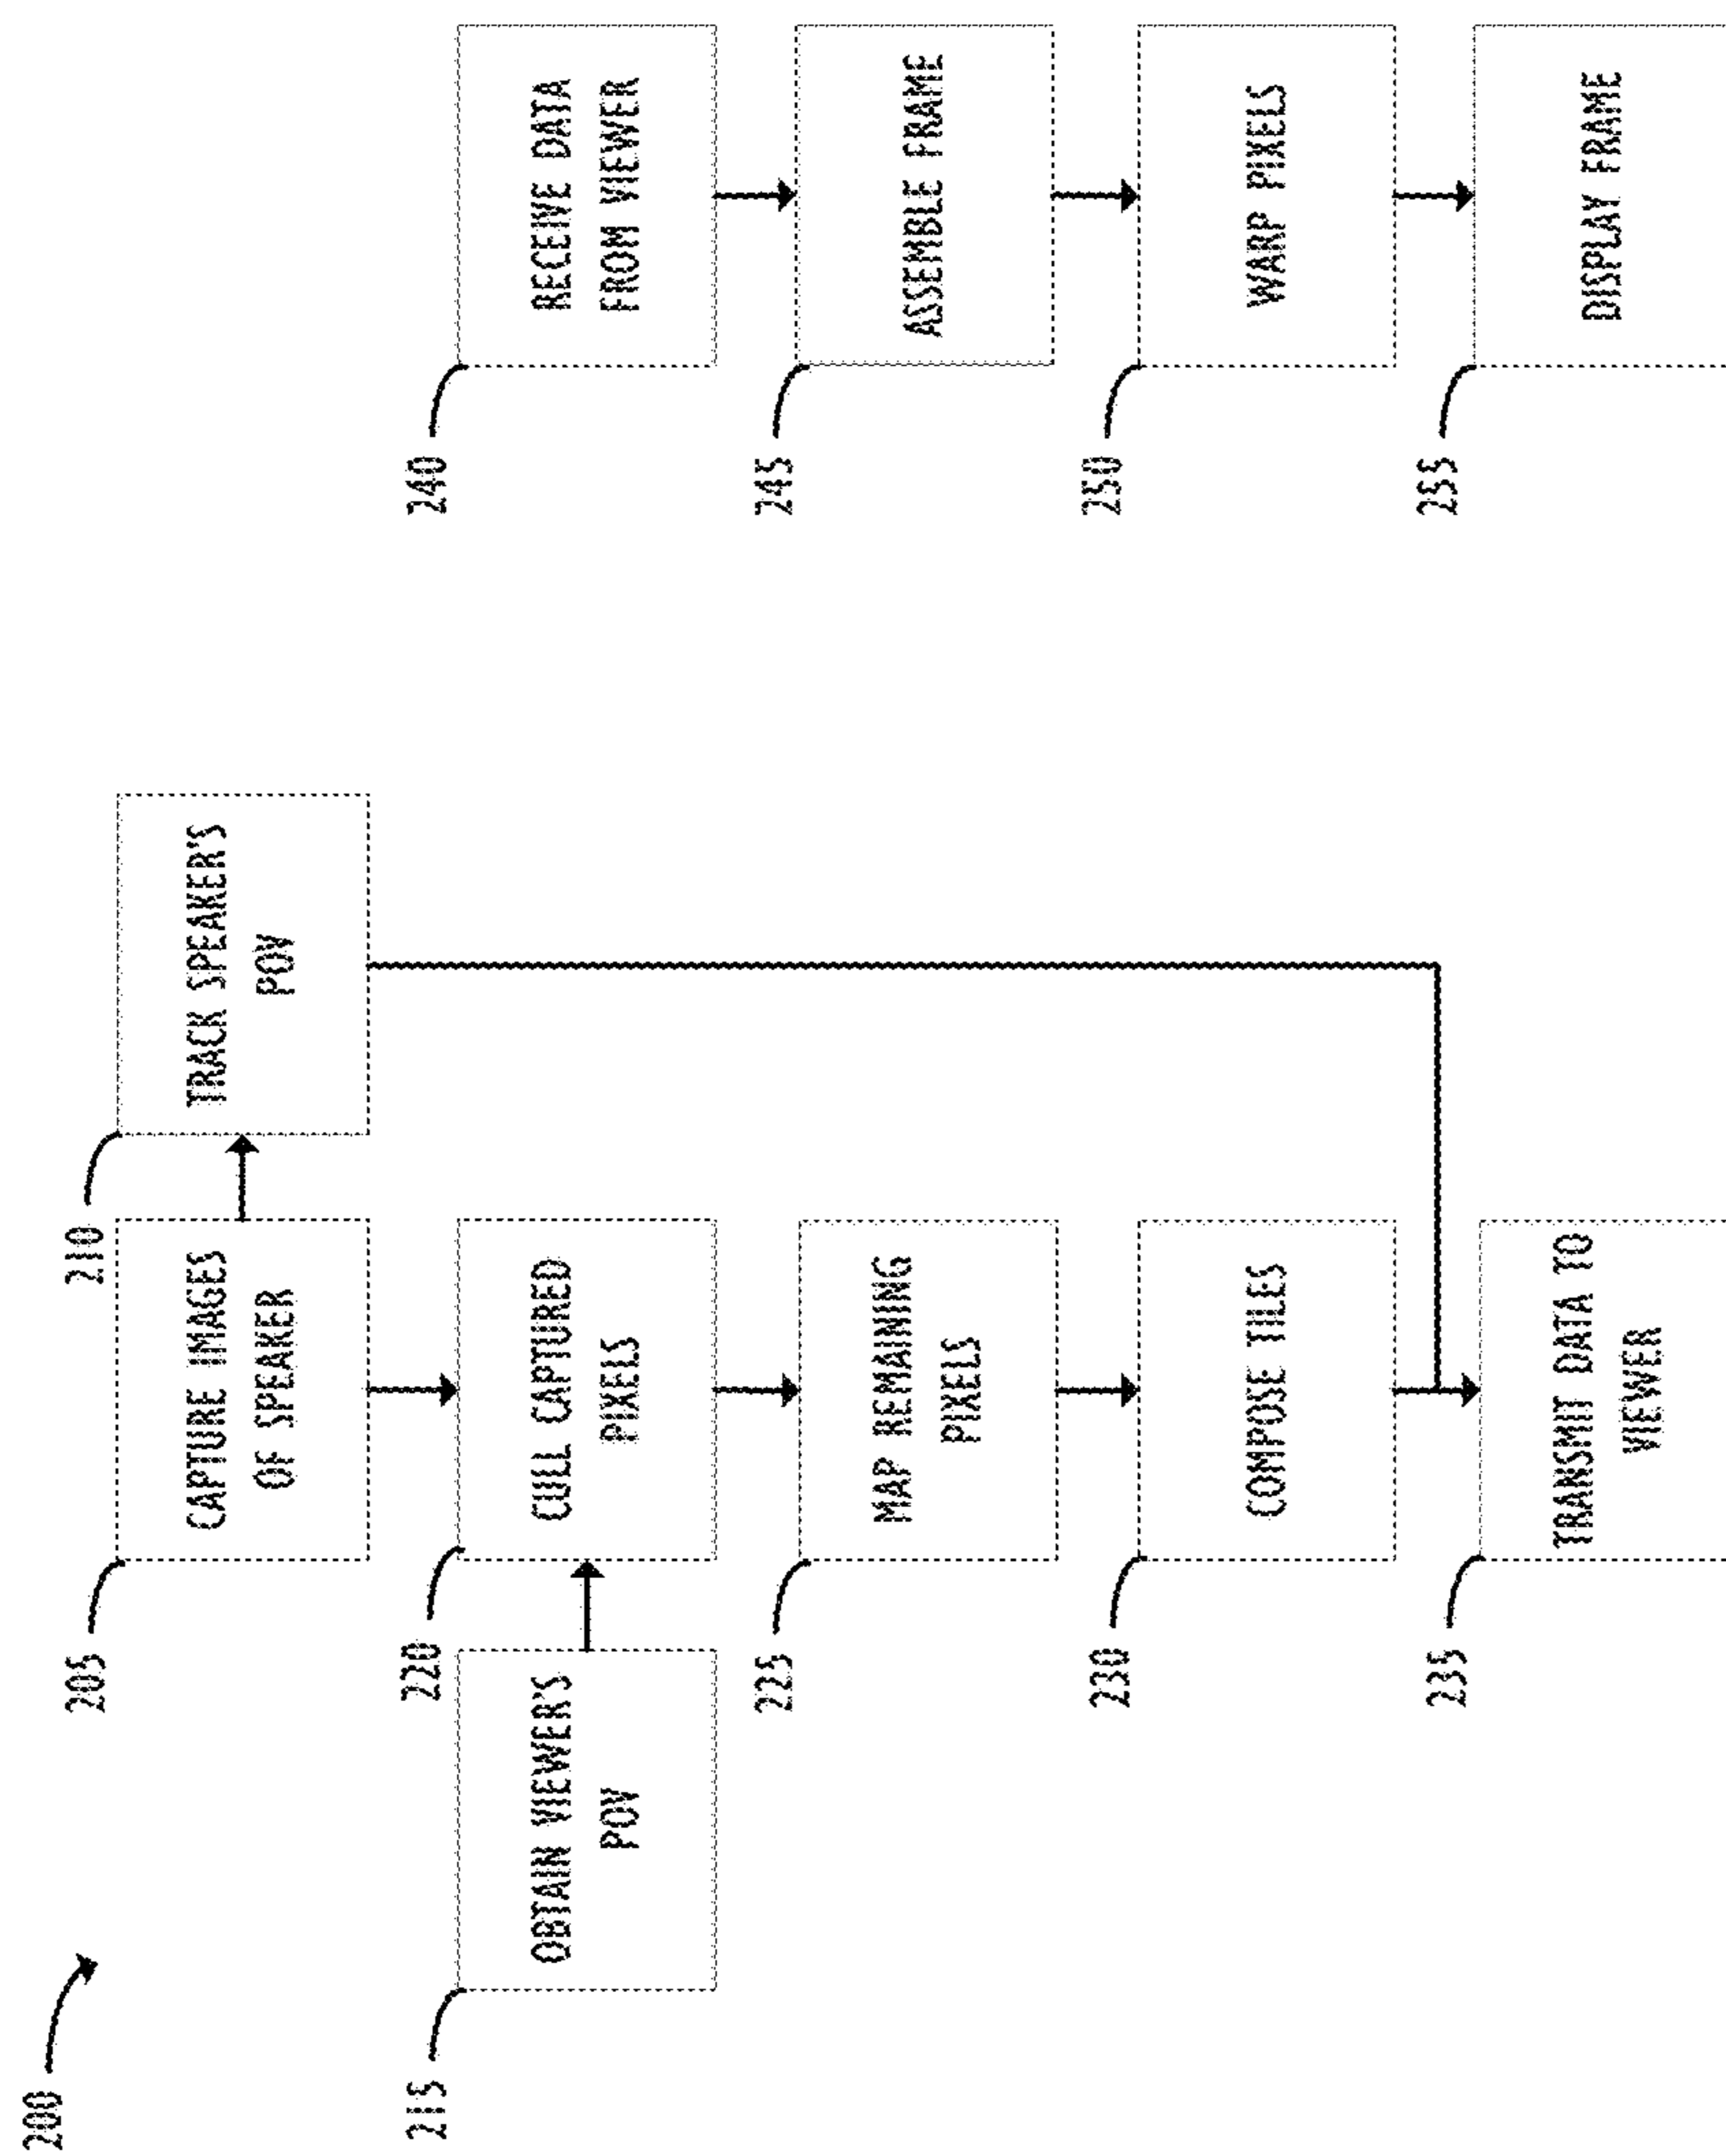 200
205
CAPTURE IMAGES
OF SPEAKER
210
TRACK SPEAKER'S
POV
215
OBTAIN VIEWER'S
POV
220
CULL CAPTURED
PIXELS
225
MAP REMAINING
PIXELS
230
COMPOSE TILES
235
TRANSMIT DATA TO
VIEWER
240
RECEIVE DATA
FROM VIEWER
245
ASSEMBLE FRAME
250
WARP PIXELS
255
DISPLAY FRAME